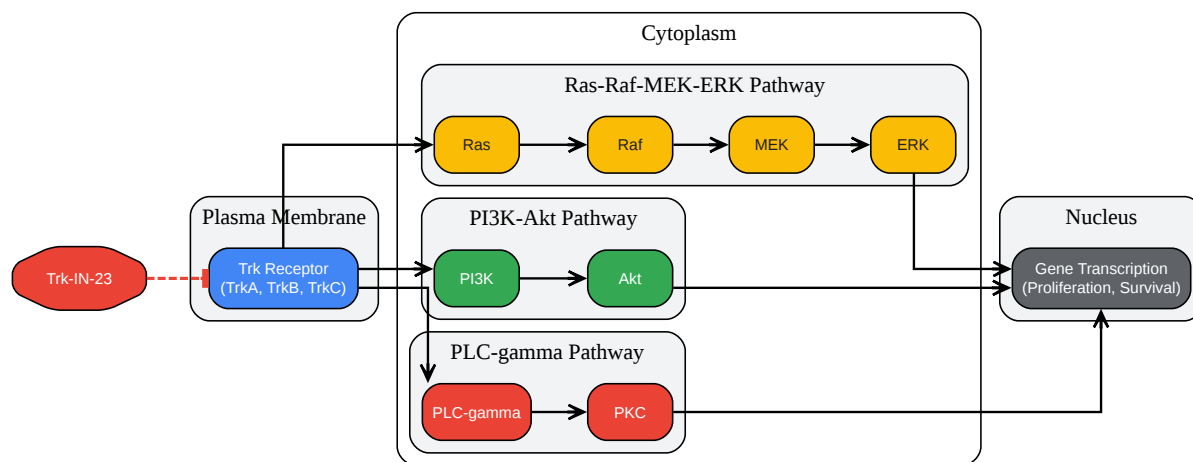 Cytoplasm
Ras-Raf-MEK-ERK Pathway
Ras
Raf
MEK
ERK
Plasma Membrane
PI3K-Akt Pathway
Nucleus
Trk-IN-23
Trk Receptor
(TrkA, TrkB, TrkC)
PI3K
Akt
Gene Transcription
(Proliferation, Survival)
PLC-gamma Pathway
PLC-gamma
PKC